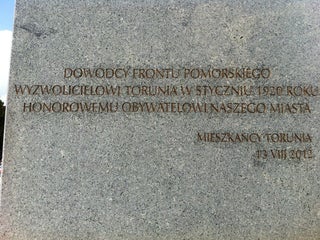 DOWÓDCY FRONTU POMORSKIEGO
WYZWOLICIELOWI TORUNIA W STYCZNIU 1920 ROKU
HONOROWEMU OBYWATELOWI NASZEGO MIASTA
MIESZKAŃCY TORUNIA
13 VIII 2012